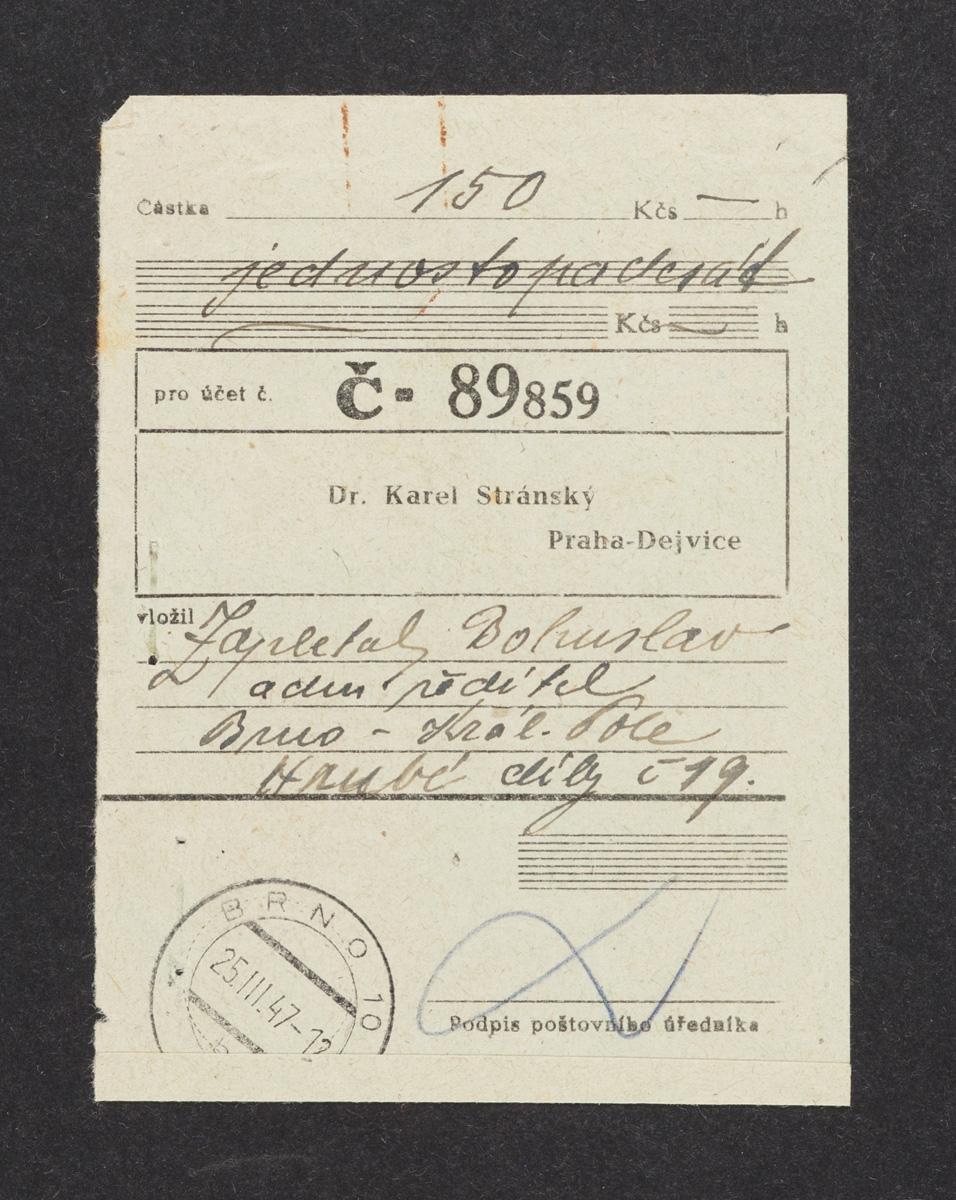 Částka 150 Kčs — h
jednostopadesát
Kčs — h
pro účet č. Č- 89859
Dr. Karel Stránský
Praha-Dejvice
vložil Zapletal Bohuslav
adm. ředitel
Brno - Král. Pole
Hrubé díly č 19.
BRNO 10
25.III.47-12
Podpis poštovního úředníka